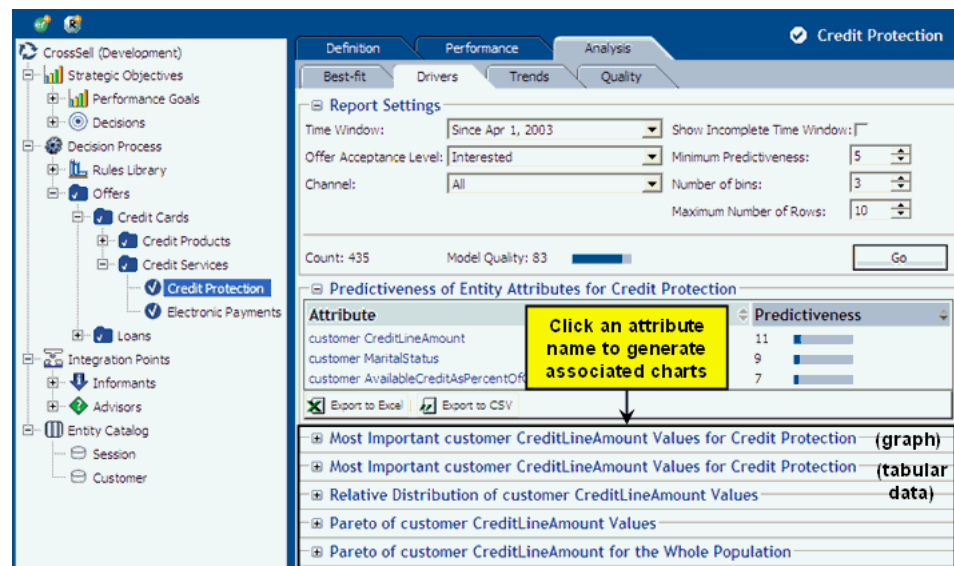 CrossSell (Development)
Strategic Objectives
Performance Goals
Decisions
Decision Process
Rules Library
Offers
Credit Cards
Credit Products
Credit Services
Credit Protection
Electronic Payments
Loans
Integration Points
Informants
Advisors
Entity Catalog
Session
Customer
Credit Protection
Definition Performance Analysis
Best-fit Drivers Trends Quality
Report Settings
Time Window: Since Apr 1, 2003 Show Incomplete Time Window:
Offer Acceptance Level: Interested Minimum Predictiveness: 5
Channel: All Number of bins: 3
Maximum Number of Rows: 10
Count: 435 Model Quality: 83 Go
Predictiveness of Entity Attributes for Credit Protection
Attribute Predictiveness
customer CreditLineAmount 11
customer MaritalStatus 9
customer AvailableCreditAsPercentOf 7
Click an attribute
name to generate
associated charts
Export to Excel Export to CSV
Most Important customer CreditLineAmount Values for Credit Protection (graph)
Most Important customer CreditLineAmount Values for Credit Protection (tabular
data)
Relative Distribution of customer CreditLineAmount Values
Pareto of customer CreditLineAmount Values
Pareto of customer CreditLineAmount for the Whole Population